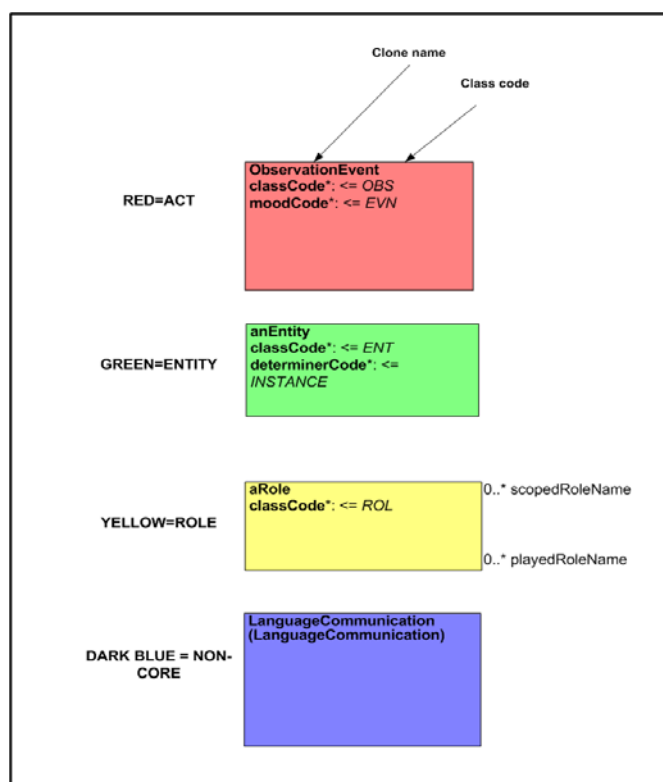 Clone name
Class code
RED=ACT
ObservationEvent
classCode*: <= OBS
moodCode*: <= EVN
GREEN=ENTITY
anEntity
classCode*: <= ENT
determinerCode*: <=
INSTANCE
YELLOW=ROLE
aRole
classCode*: <= ROL
0..* scopedRoleName
0..* playedRoleName
DARK BLUE = NON-
CORE
LanguageCommunication
(LanguageCommunication)